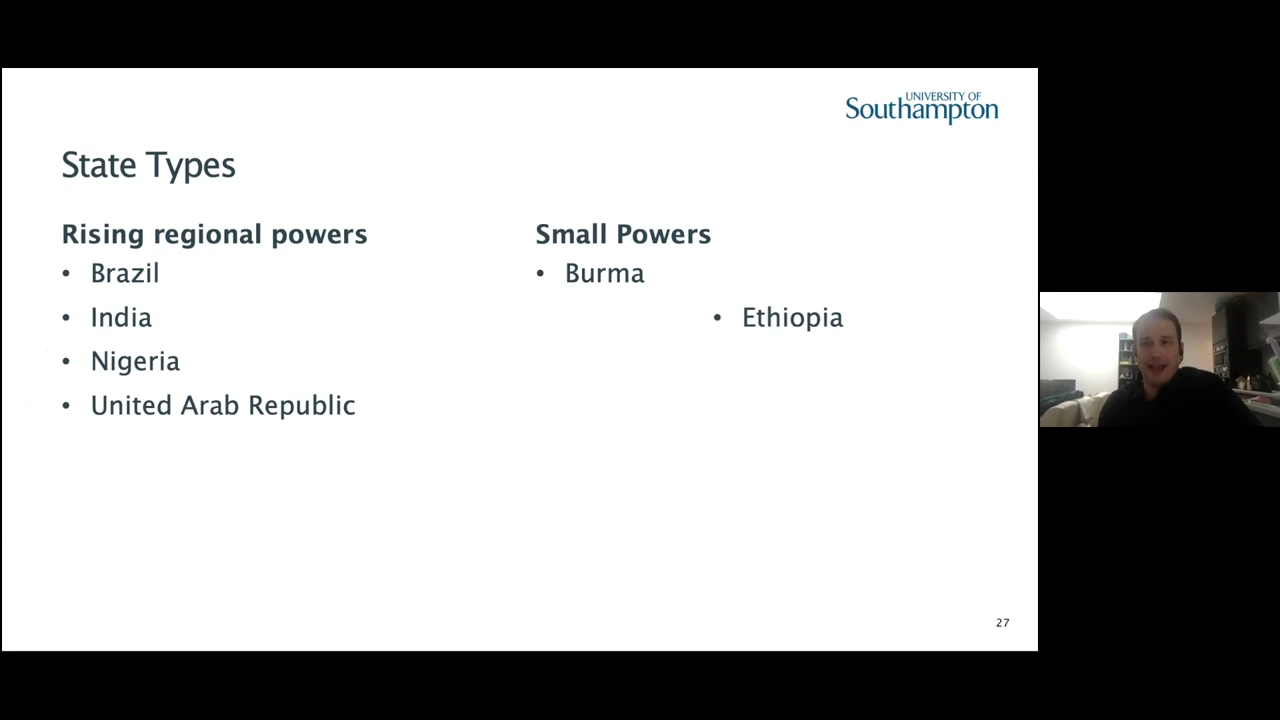 UNIVERSITY OF
Southampton
State Types
Rising regional powers
• Brazil
• India
• Nigeria
• United Arab Republic
Small Powers
• Burma
• Ethiopia
27